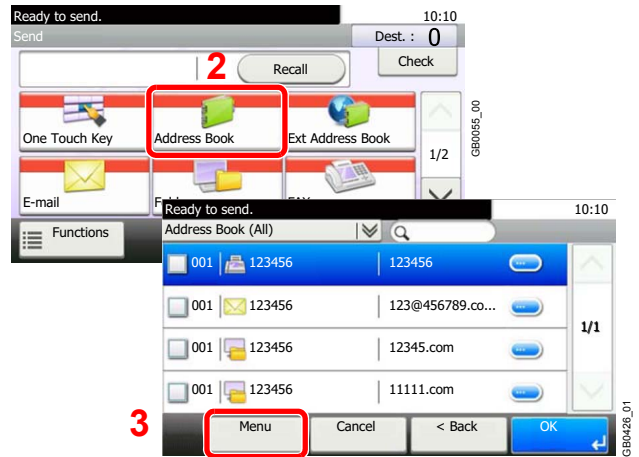 Ready to send.
10:10
Send
Dest. : 0
2
Recall
Check
One Touch Key
Address Book
Ext Address Book
1/2
GB0055_00
E-mail
Functions
Ready to send.
10:10
Address Book (All)
001 123456 123456
001 123456 123@456789.co...
001 123456 12345.com
001 123456 11111.com
1/1
3
Menu
Cancel
< Back
OK
GB0426_01